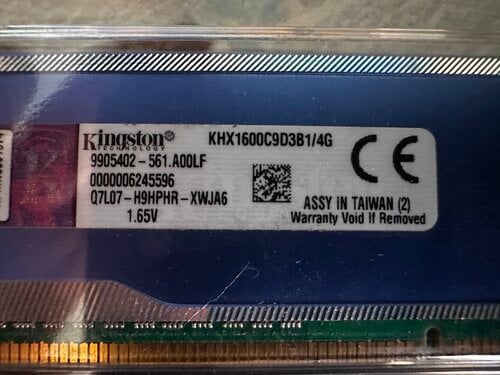 Kingston®
TECHNOLOGY
KHX1600C9D3B1/4G
9905402-561.A00LF
0000006245596
Q7L07-H9HPHR-XWJA6
1.65V
CE
ASSY IN TAIWAN (2)
Warranty Void If Removed